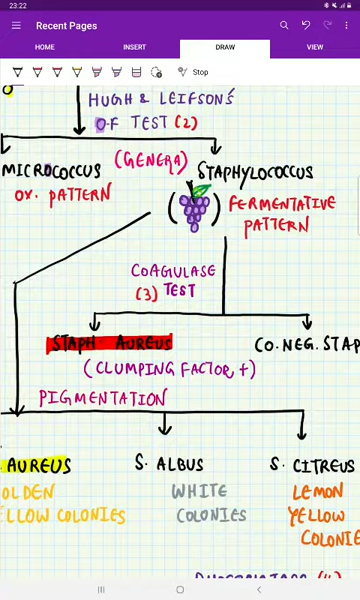 23:22
Recent Pages
HOME INSERT DRAW VIEW
Stop
HUGH & LEIFSON'S
O-F TEST (2)
(GENERA)
MICROCOCCUS STAPHYLOCOCCUS
OX. PATTERN ( ) FERMENTATIVE
PATTERN
COAGULASE
(3) TEST
STAPH AUREUS CO.NEG.STAP
(CLUMPING FACTOR +)
PIGMENTATION
. AUREUS S. ALBUS S. CITREUS
OLDEN WHITE LEMON
LLOW COLONIES COLONIES YELLOW
COLONIE